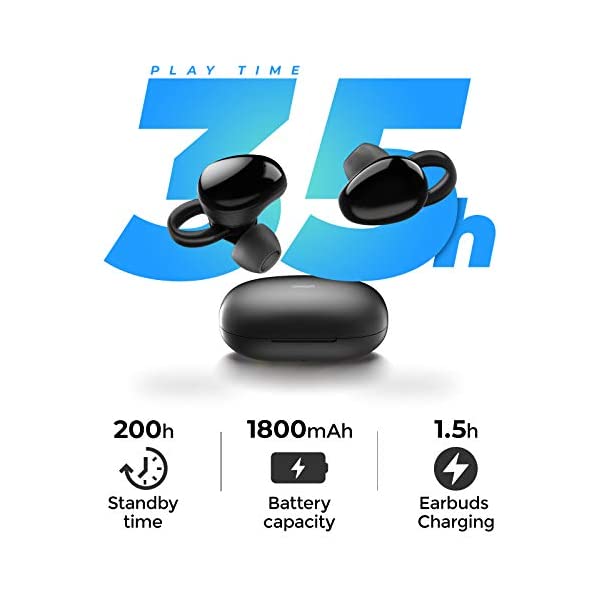 PLAY TIME
35h
200h
1800mAh
1.5h
Standby
time
Battery
capacity
Earbuds
Charging